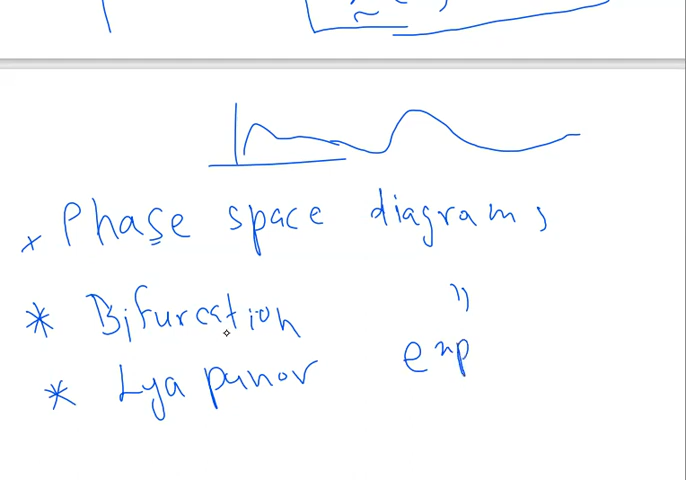 * Phase space diagrams
* Bifurcation "
* Lyapunov exp